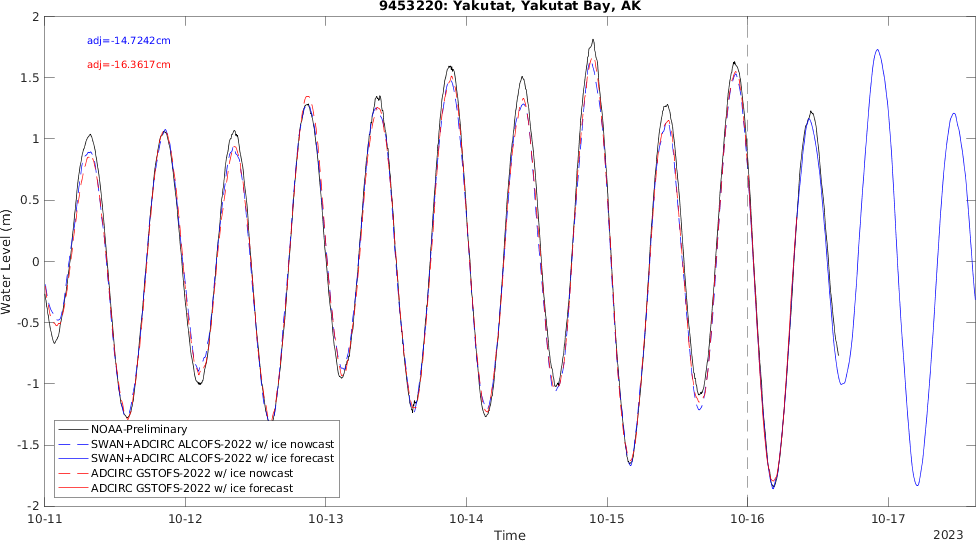 9453220: Yakutat, Yakutat Bay, AK
adj=-14.7242cm
adj=-16.3617cm
2
1.5
1
0.5
0
-0.5
-1
-1.5
-2
Water Level (m)
NOAA-Preliminary
SWAN+ADCIRC ALCOFS-2022 w/ ice nowcast
SWAN+ADCIRC ALCOFS-2022 w/ ice forecast
ADCIRC GSTOFS-2022 w/ ice nowcast
ADCIRC GSTOFS-2022 w/ ice forecast
10-11 10-12 10-13 10-14 10-15 10-16 10-17
Time
2023